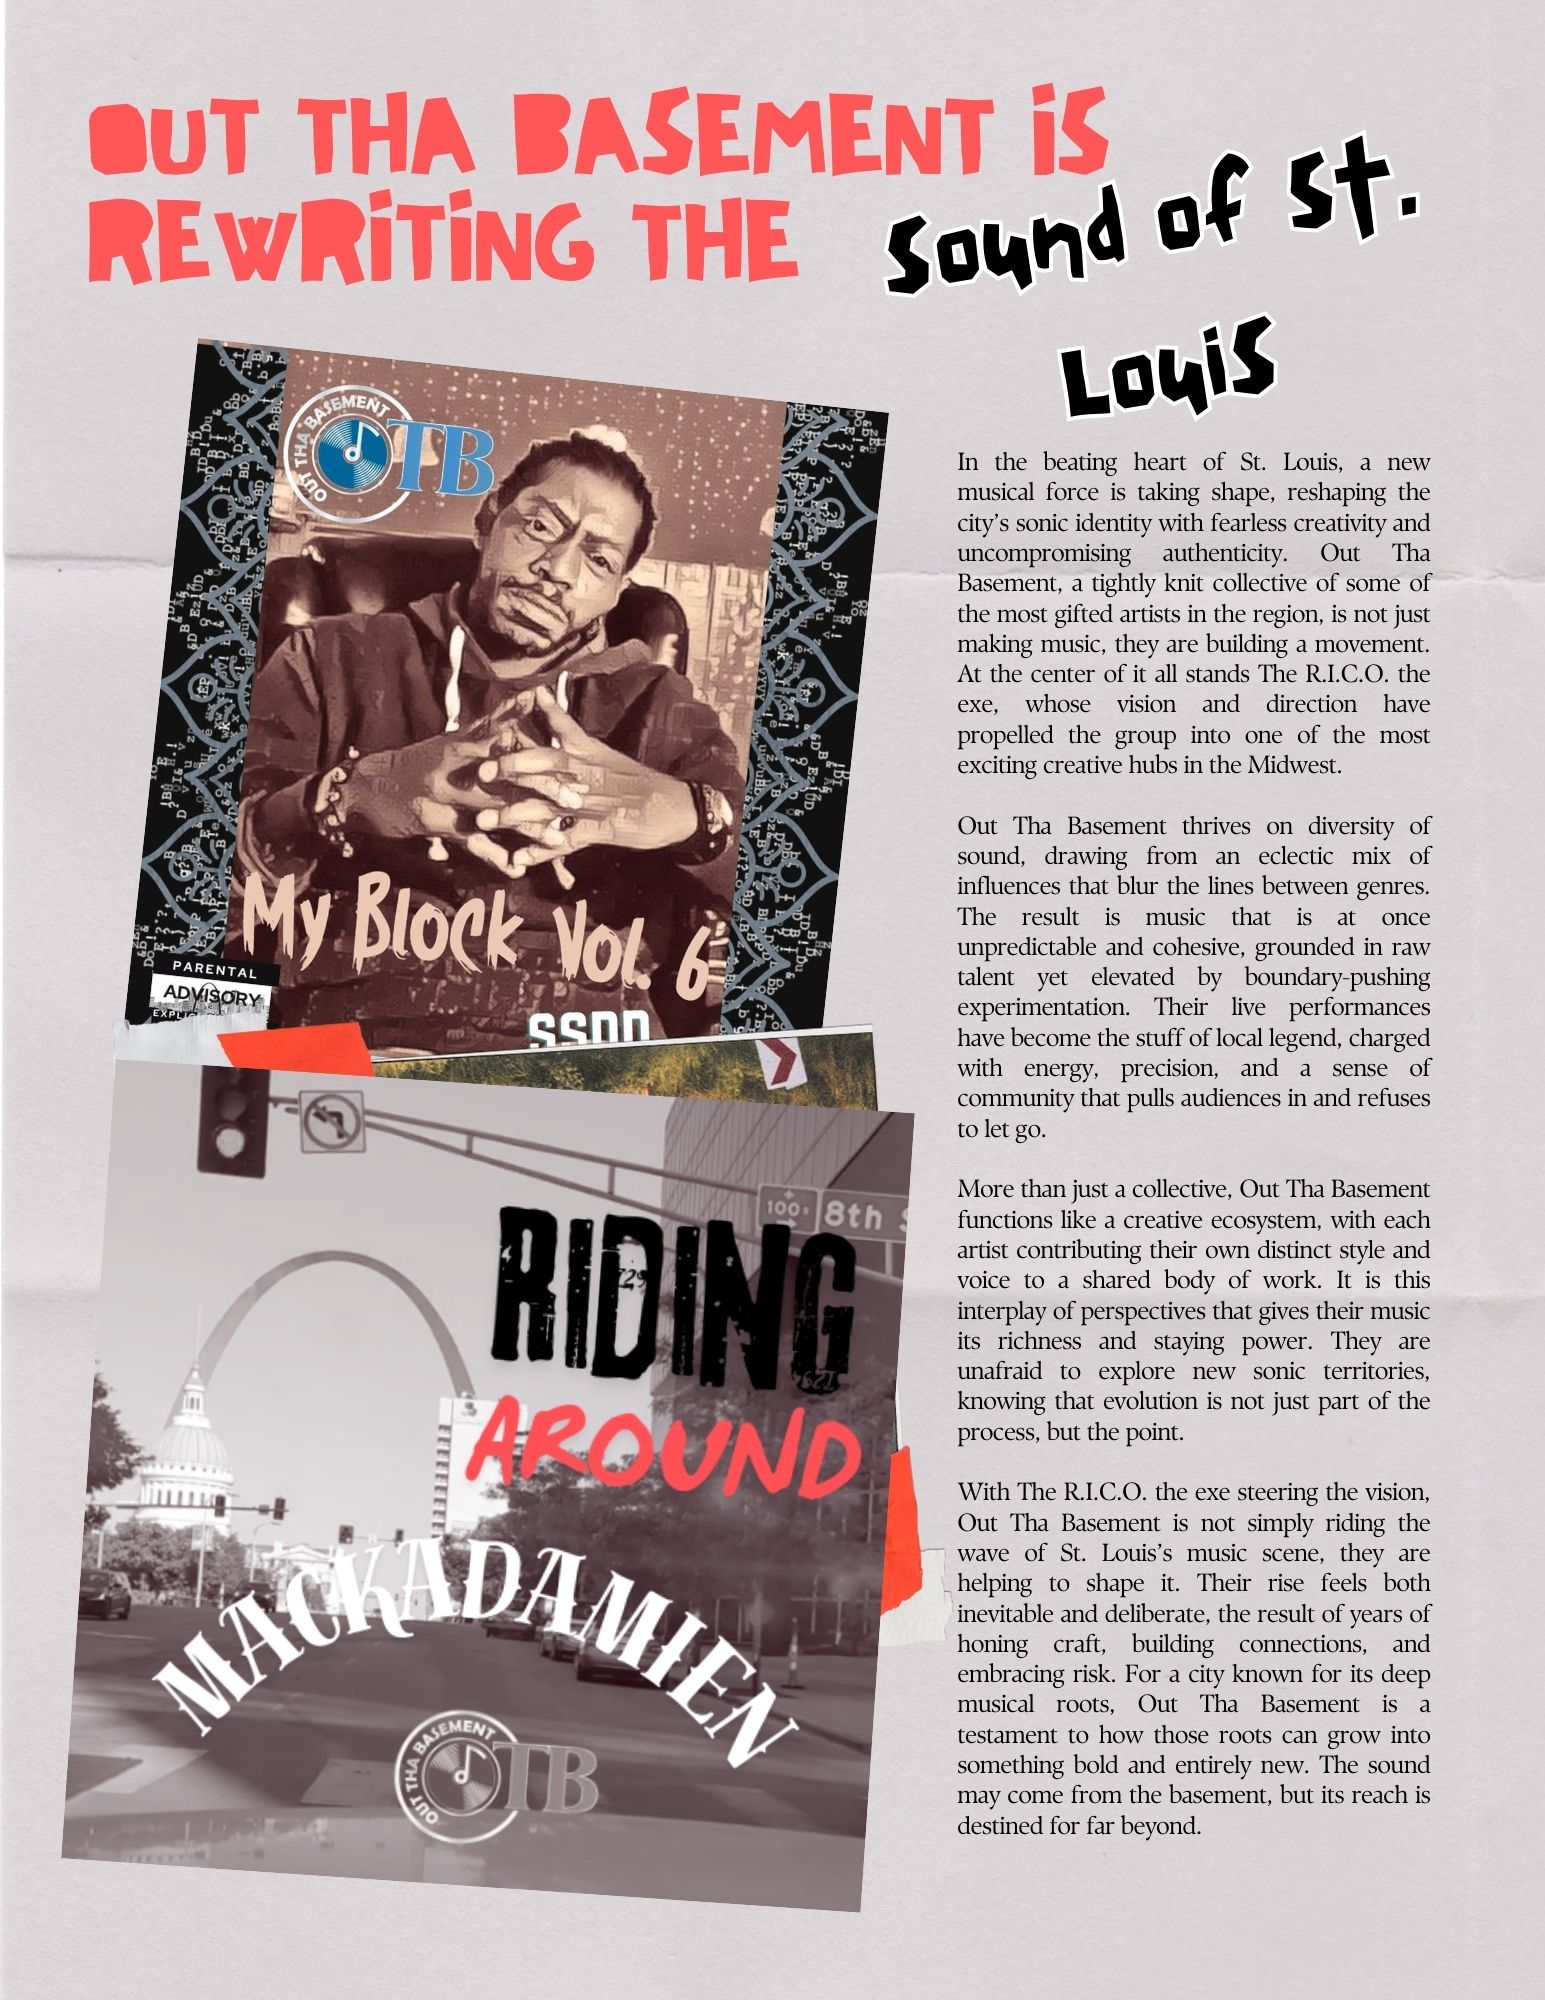 OUT THA BASEMENT IS
REWRITING THE
Sound of St.
Louis
OUT THA BASEMENT
OTB
My Block Vol. 6
PARENTAL
ADVISORY
SSDD
In the beating heart of St. Louis, a new
musical force is taking shape, reshaping the
city’s sonic identity with fearless creativity and
uncompromising authenticity. Out Tha
Basement, a tightly knit collective of some of
the most gifted artists in the region, is not just
making music, they are building a movement.
At the center of it all stands The R.I.C.O. the
exe, whose vision and direction have
propelled the group into one of the most
exciting creative hubs in the Midwest.
Out Tha Basement thrives on diversity of
sound, drawing from an eclectic mix of
influences that blur the lines between genres.
The result is music that is at once
unpredictable and cohesive, grounded in raw
talent yet elevated by boundary-pushing
experimentation. Their live performances
have become the stuff of local legend, charged
with energy, precision, and a sense of
community that pulls audiences in and refuses
to let go.
More than just a collective, Out Tha Basement
functions like a creative ecosystem, with each
artist contributing their own distinct style and
voice to a shared body of work. It is this
interplay of perspectives that gives their music
its richness and staying power. They are
unafraid to explore new sonic territories,
knowing that evolution is not just part of the
process, but the point.
With The R.I.C.O. the exe steering the vision,
Out Tha Basement is not simply riding the
wave of St. Louis’s music scene, they are
helping to shape it. Their rise feels both
inevitable and deliberate, the result of years of
honing craft, building connections, and
embracing risk. For a city known for its deep
musical roots, Out Tha Basement is a
testament to how those roots can grow into
something bold and entirely new. The sound
may come from the basement, but its reach is
destined for far beyond.
100s 8th
RIDING
AROUND
MACKADAMIEN
OUT THA BASEMENT
OTB